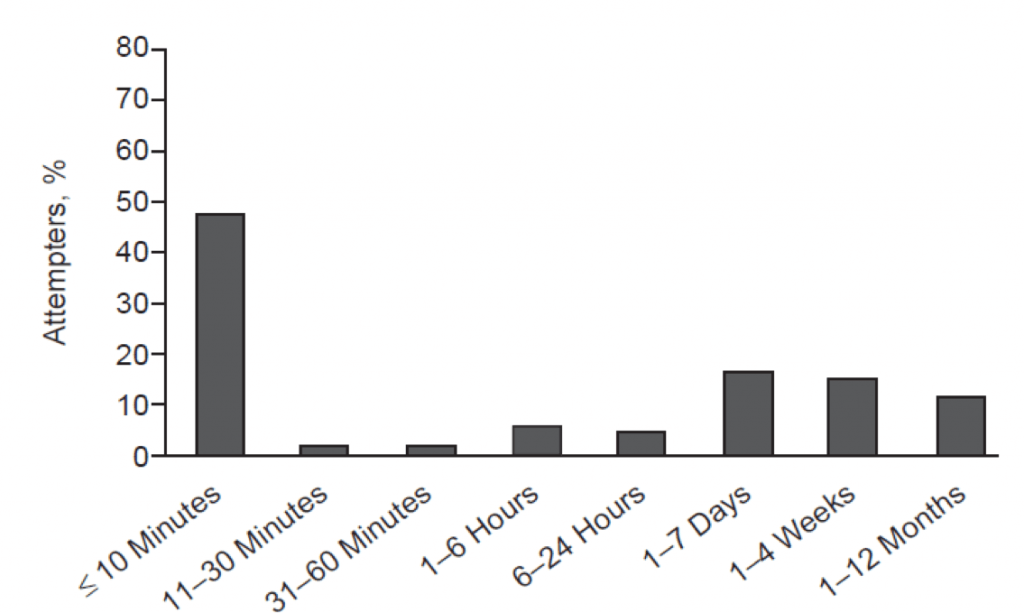 80
70
60
50
40
30
20
10
0
Attempters, %
≤ 10 Minutes
11–30 Minutes
31–60 Minutes
1–6 Hours
6–24 Hours
1–7 Days
1–4 Weeks
1–12 Months